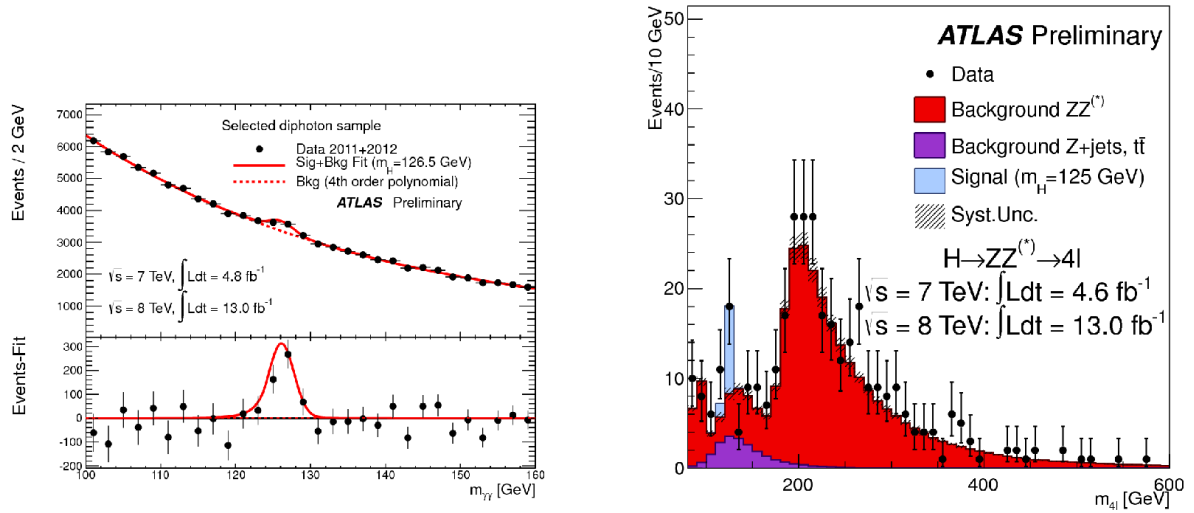 Events / 2 GeV
7000
6000
5000
4000
3000
2000
1000
Selected diphoton sample
Data 2011+2012
Sig+Bkg Fit (mH=126.5 GeV)
Bkg (4th order polynomial)
ATLAS Preliminary
√s = 7 TeV, ∫Ldt = 4.8 fb-1
√s = 8 TeV, ∫Ldt = 13.0 fb-1
Events-Fit
300
200
100
0
-100
-200
100 110 120 130 140 150 160
mγγ [GeV]
Events/10 GeV
50
40
30
20
10
0
ATLAS Preliminary
Data
Background ZZ(*)
Background Z+jets, tt̄
Signal (mH=125 GeV)
Syst.Unc.
H→ZZ(*)→4l
√s = 7 TeV: ∫Ldt = 4.6 fb-1
√s = 8 TeV: ∫Ldt = 13.0 fb-1
200 400 600
m4l [GeV]